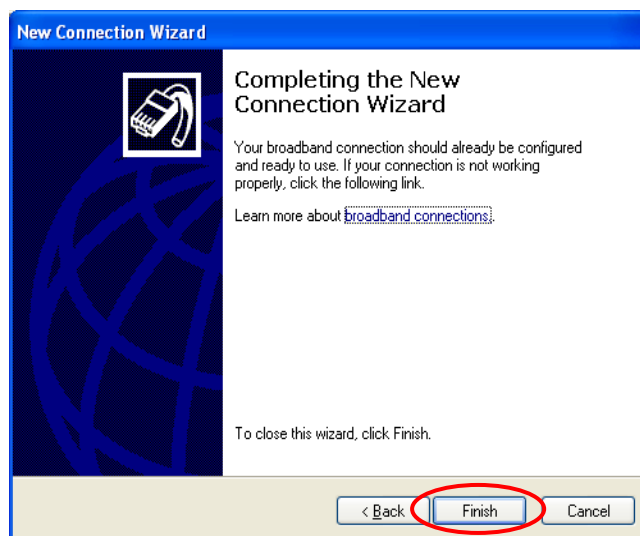 New Connection Wizard
Completing the New
Connection Wizard
Your broadband connection should already be configured
and ready to use. If your connection is not working
properly, click the following link.
Learn more about broadband connections.
To close this wizard, click Finish.
< Back
Finish
Cancel